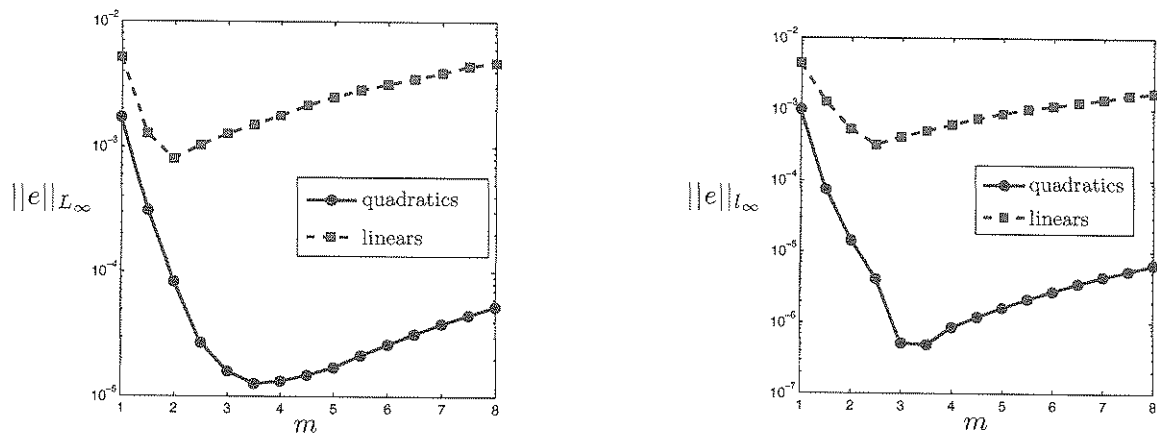 10⁻²
10⁻³
10⁻⁴
10⁻⁵
||e||_{L_∞}
quadratics
linears
1 2 3 4 5 6 7 8
m
10⁻²
10⁻³
10⁻⁴
10⁻⁵
10⁻⁶
10⁻⁷
||e||_{l_∞}
quadratics
linears
1 2 3 4 5 6 7 8
m